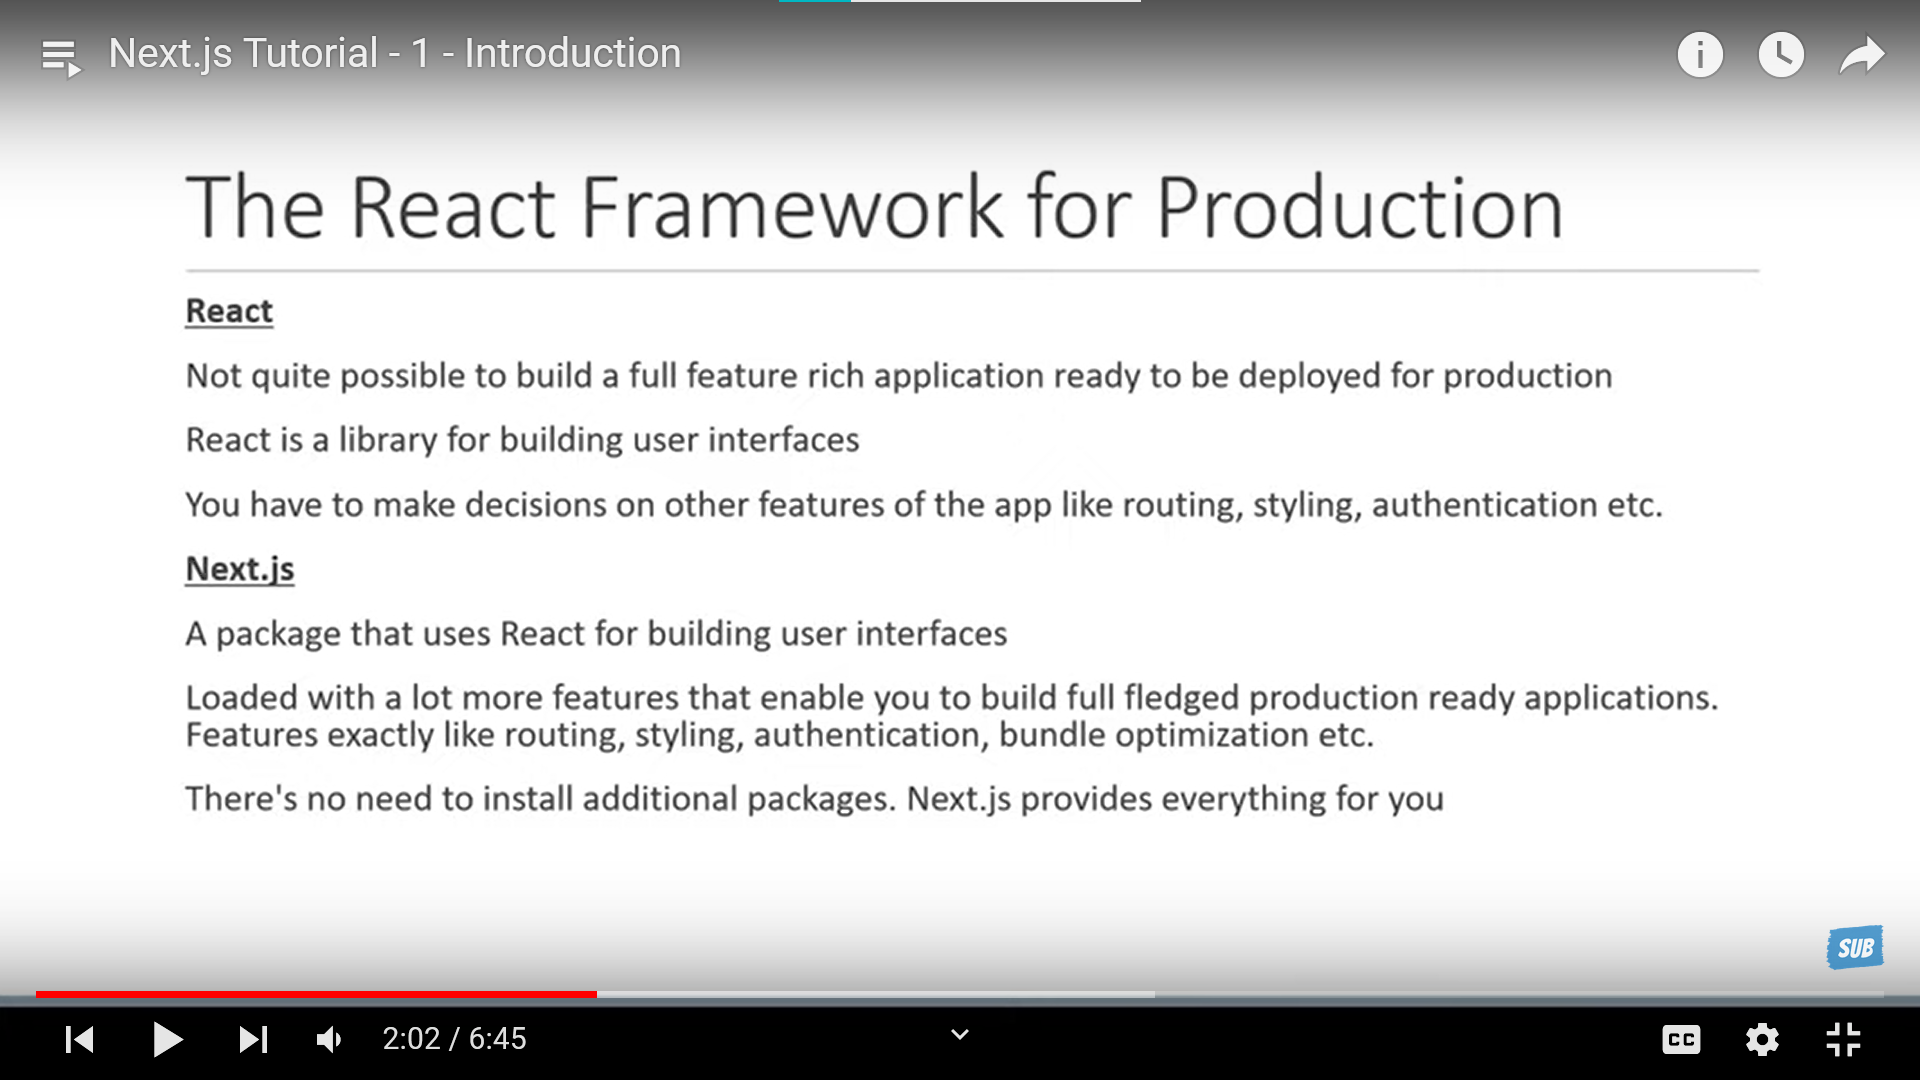 Next.js Tutorial - 1 - Introduction
The React Framework for Production
React
Not quite possible to build a full feature rich application ready to be deployed for production
React is a library for building user interfaces
You have to make decisions on other features of the app like routing, styling, authentication etc.
Next.js
A package that uses React for building user interfaces
Loaded with a lot more features that enable you to build full fledged production ready applications.
Features exactly like routing, styling, authentication, bundle optimization etc.
There's no need to install additional packages. Next.js provides everything for you
SUB
2:02 / 6:45
CC